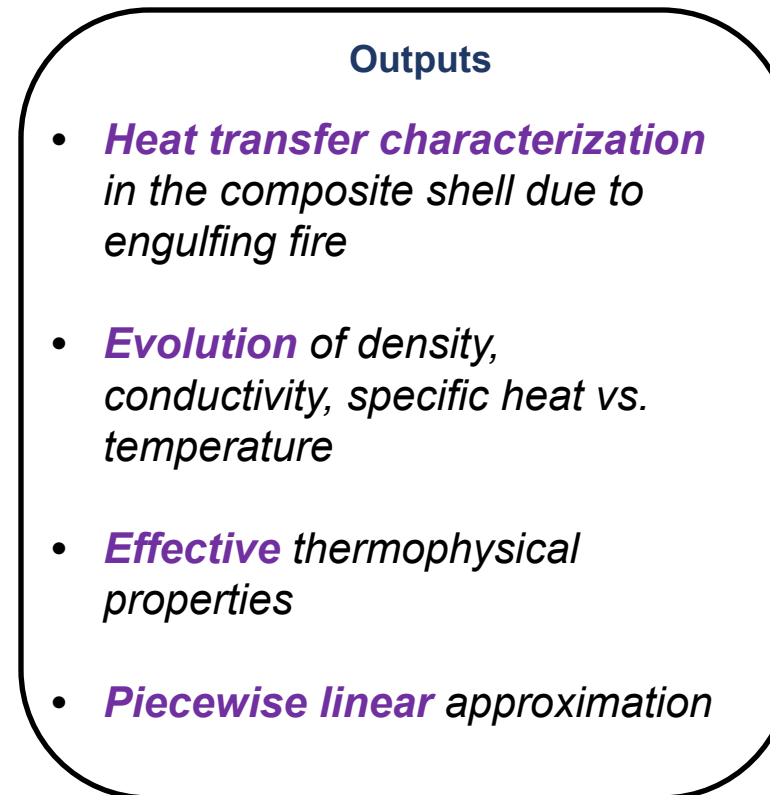 Outputs
• Heat transfer characterization
in the composite shell due to
engulfing fire
• Evolution of density,
conductivity, specific heat vs.
temperature
• Effective thermophysical
properties
• Piecewise linear approximation